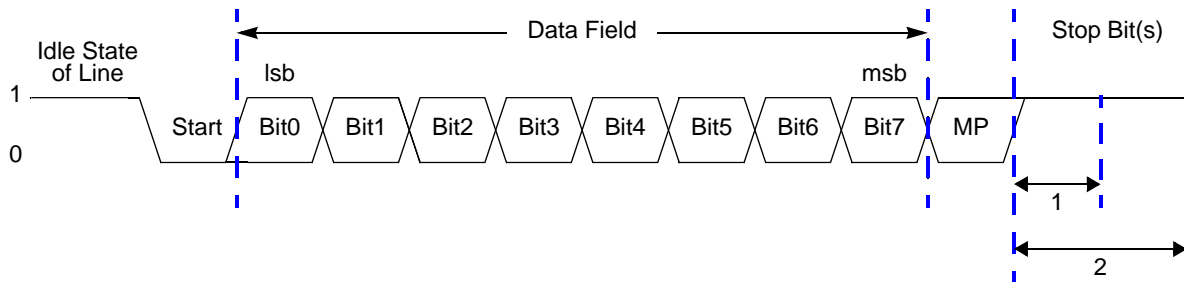 Data Field
Stop Bit(s)
Idle State
of Line
lsb
msb
1
Start
Bit0
Bit1
Bit2
Bit3
Bit4
Bit5
Bit6
Bit7
MP
0
1
2